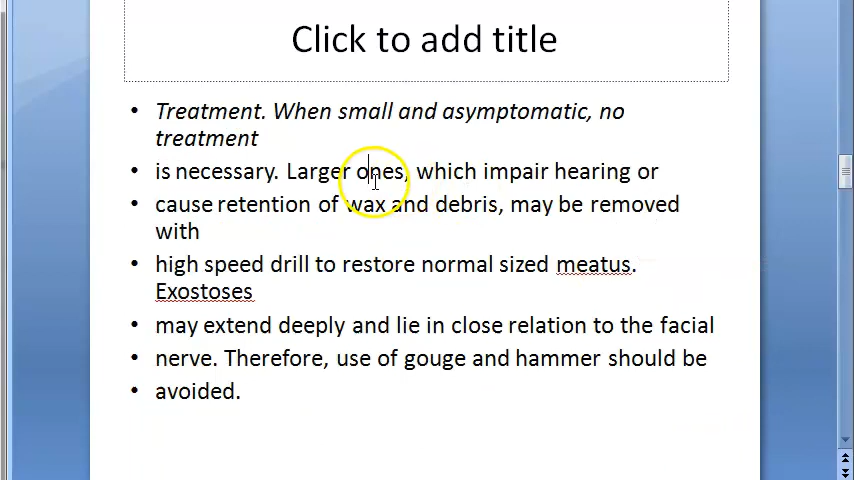 Click to add title
• Treatment. When small and asymptomatic, no
treatment
• is necessary. Larger ones, which impair hearing or
• cause retention of wax and debris, may be removed
with
• high speed drill to restore normal sized meatus.
Exostoses
• may extend deeply and lie in close relation to the facial
• nerve. Therefore, use of gouge and hammer should be
• avoided.